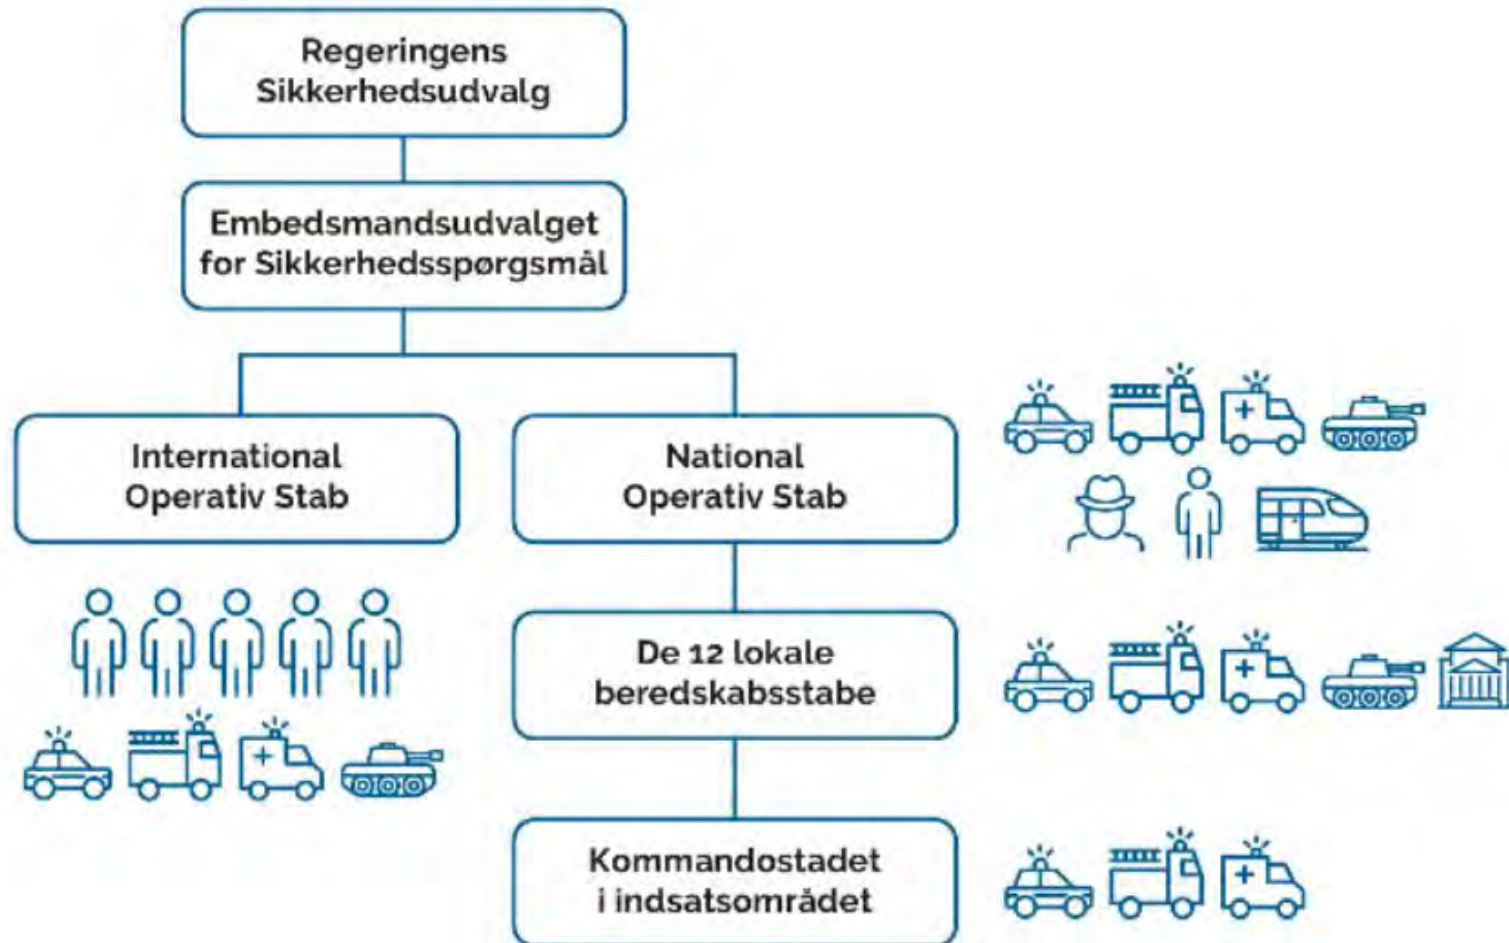 Regeringens
Sikkerhedsudvalg
Embedsmandsudvalget
for Sikkerhedsspørgsmål
International
Operativ Stab
National
Operativ Stab
De 12 lokale
beredskabsstabe
Kommandostadet
i indsatsområdet